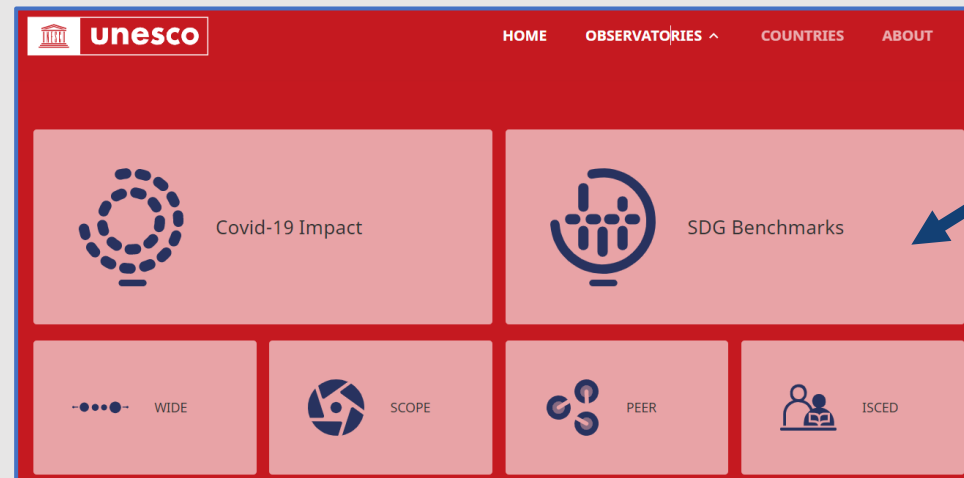 unesco
HOME OBSERVATORIES COUNTRIES ABOUT
Covid-19 Impact
SDG Benchmarks
WIDE
SCOPE
PEER
ISCED